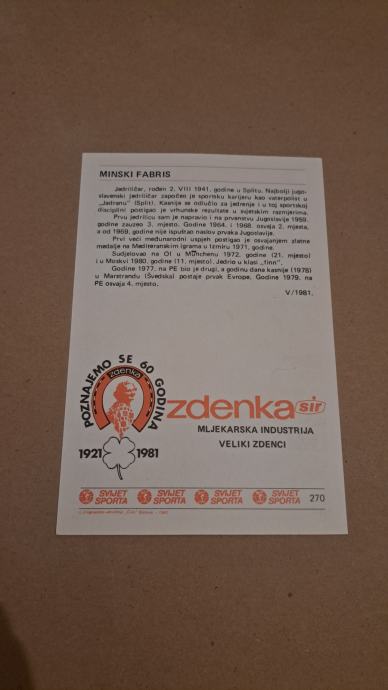 MINSKI FABRIS
Jedriličar, rođen 2. VIII 1941. godine u Splitu. Najbolji jugo-
slavenski jedriličar započeo je sportsku karijeru kao vaterpolist u
„Jadranu” (Split). Kasnije se odlučio za jedrenje i u toj sportskoj
disciplini postigao je vrhunske rezultate u svjetskim razmjerima.
Prvu jedrilicu sam je napravio i na prvenstvu Jugoslavije 1959.
godine zauzeo 3. mjesto. Godine 1964. i 1968. osvaja 2. mjesta,
a od 1969. godine nije ispuštao naslov prvaka Jugoslavije.
Prvi veći međunarodni uspjeh postigao je osvajanjem zlatne
medalje na Mediteranskim igrama u Izmiru 1971. godine.
Sudjelovao na OI u Münchenu 1972. godine (21. mjesto)
i u Moskvi 1980. godine (11. mjesto). Jedrio u klasi „finn”.
Godine 1977. na PE bio je drugi, a godinu dana kasnije (1978)
u Marstrandu (Švedska) postaje prvak Evrope. Godine 1979. na
PE osvaja 4. mjesto.
V/1981.
POZNAJEMO SE 60 GODINA
zdenka
1921 1981
zdenka sir
MLJEKARSKA INDUSTRIJA
VELIKI ZDENCI
SVIJET SPORTA SVIJET SPORTA SVIJET SPORTA SVIJET SPORTA 270